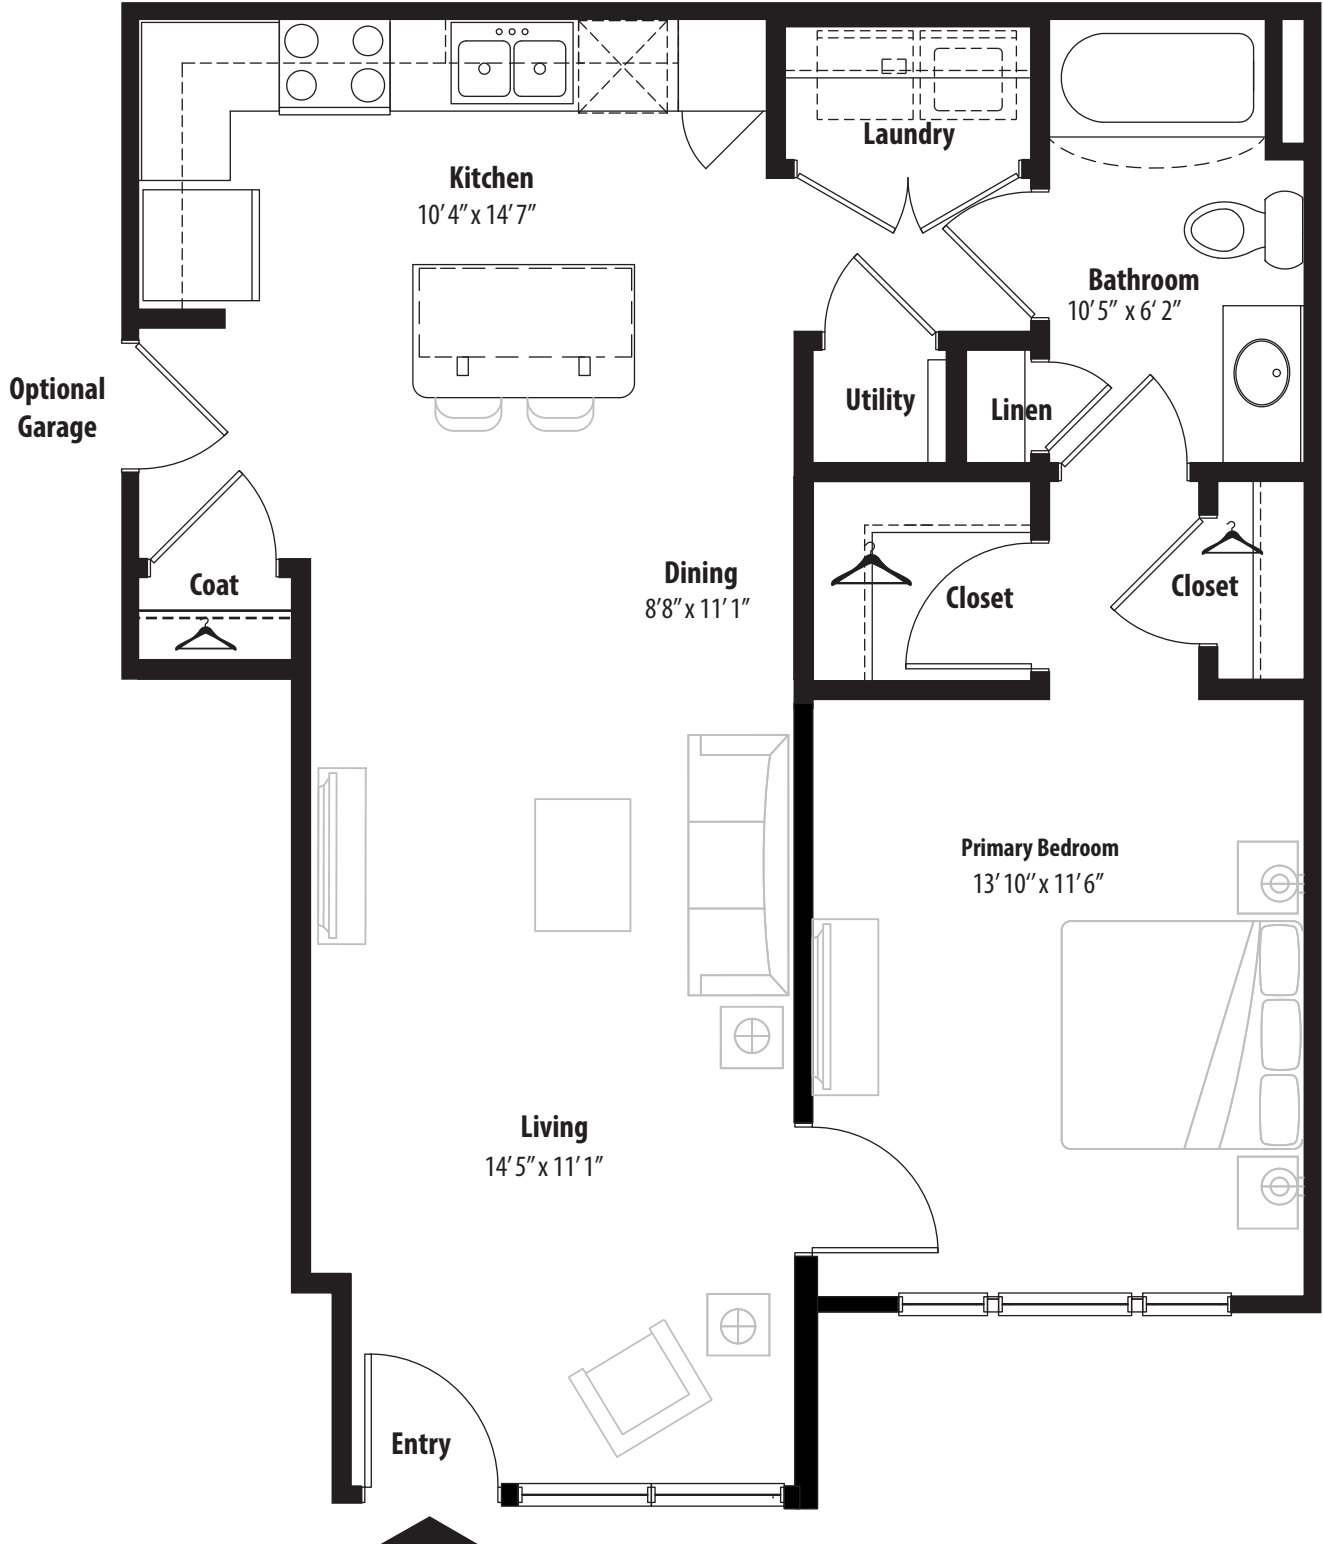 Laundry
Kitchen
10’ 4” x 14’ 7”
Bathroom
10’ 5” x 6‘ 2”
Optional
Garage
Utility
Linen
Dining
8’8” x 11’ 1”
Coat
Closet
Closet
Primary Bedroom
13’ 10‘’ x 11’ 6”
Living
14’ 5” x 11’ 1”
Entry